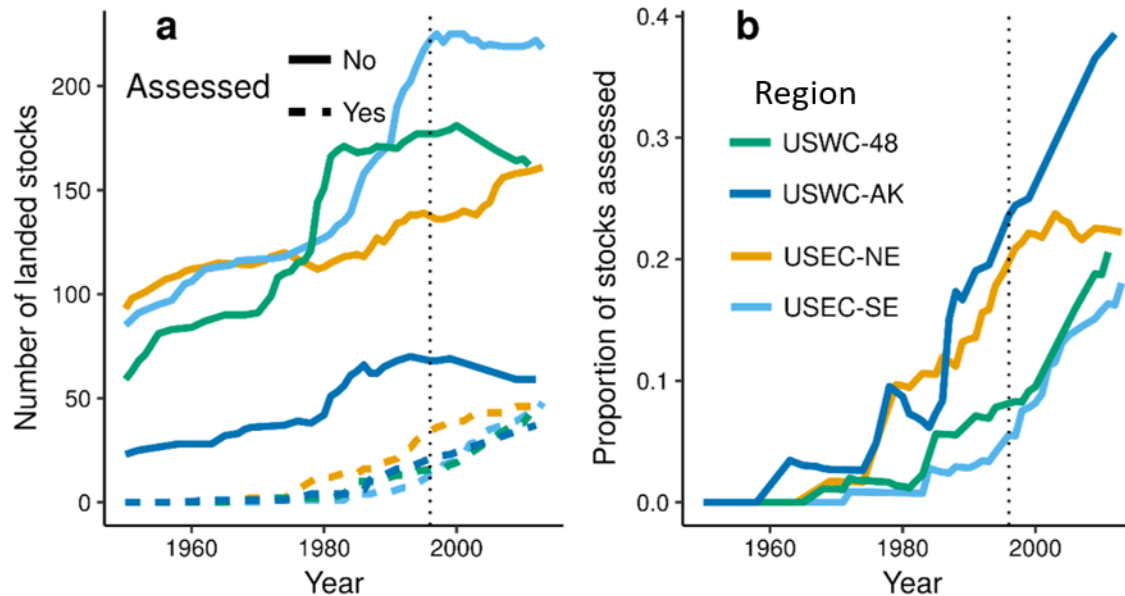 a
Assessed
No
Yes
Number of landed stocks
200
150
100
50
0
1960
1980
2000
Year
b
Region
USWC-48
USWC-AK
USEC-NE
USEC-SE
Proportion of stocks assessed
0.4
0.3
0.2
0.1
0.0
1960
1980
2000
Year